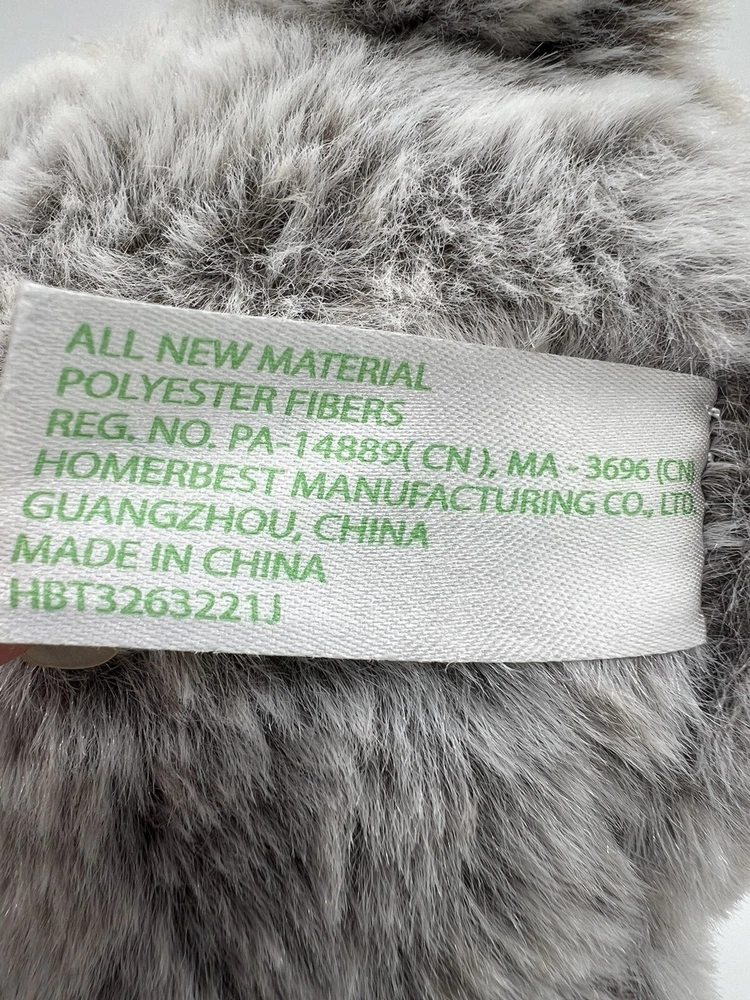 ALL NEW MATERIAL
POLYESTER FIBERS
REG. NO. PA-14889( CN ), MA - 3696 (CN
HOMERBEST MANUFACTURING CO., LTD.
GUANGZHOU, CHINA
MADE IN CHINA
HBT3263221J